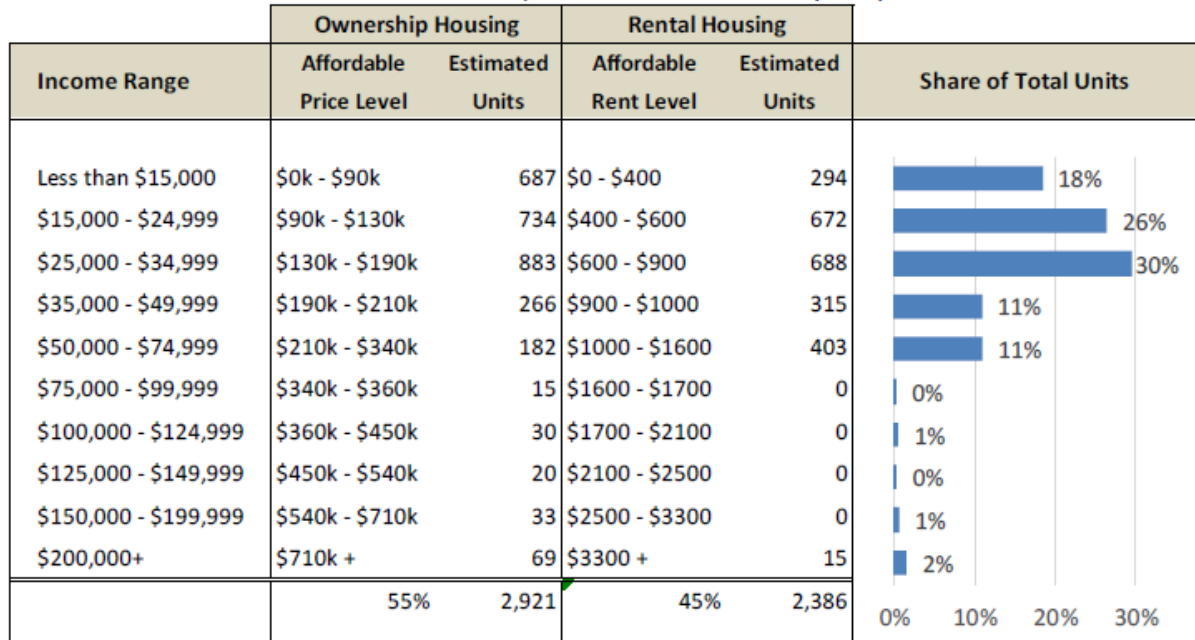 Ownership Housing Rental Housing
Income Range Affordable Price Level Estimated Units Affordable Rent Level Estimated Units Share of Total Units
Less than $15,000 $0k - $90k 687 $0 - $400 294 18%
$15,000 - $24,999 $90k - $130k 734 $400 - $600 672 26%
$25,000 - $34,999 $130k - $190k 883 $600 - $900 688 30%
$35,000 - $49,999 $190k - $210k 266 $900 - $1000 315 11%
$50,000 - $74,999 $210k - $340k 182 $1000 - $1600 403 11%
$75,000 - $99,999 $340k - $360k 15 $1600 - $1700 0 0%
$100,000 - $124,999 $360k - $450k 30 $1700 - $2100 0 1%
$125,000 - $149,999 $450k - $540k 20 $2100 - $2500 0 0%
$150,000 - $199,999 $540k - $710k 33 $2500 - $3300 0 1%
$200,000+ $710k + 69 $3300 + 15 2%
55% 2,921 45% 2,386
0% 10% 20% 30%